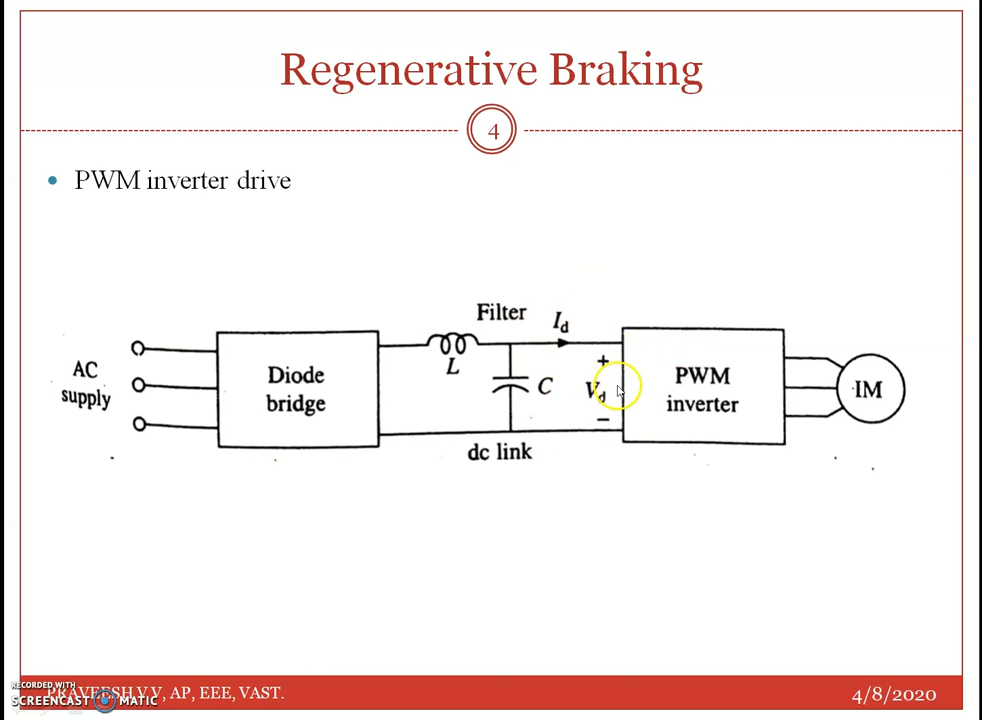 Regenerative Braking
4
PWM inverter drive
Filter
I_d
AC
supply
Diode
bridge
L
C
+
V_d
−
PWM
inverter
IM
dc link
RECORDED WITH
SCREENCAST MATIC
PRAVEESH V V, AP, EEE, VAST.
4/8/2020